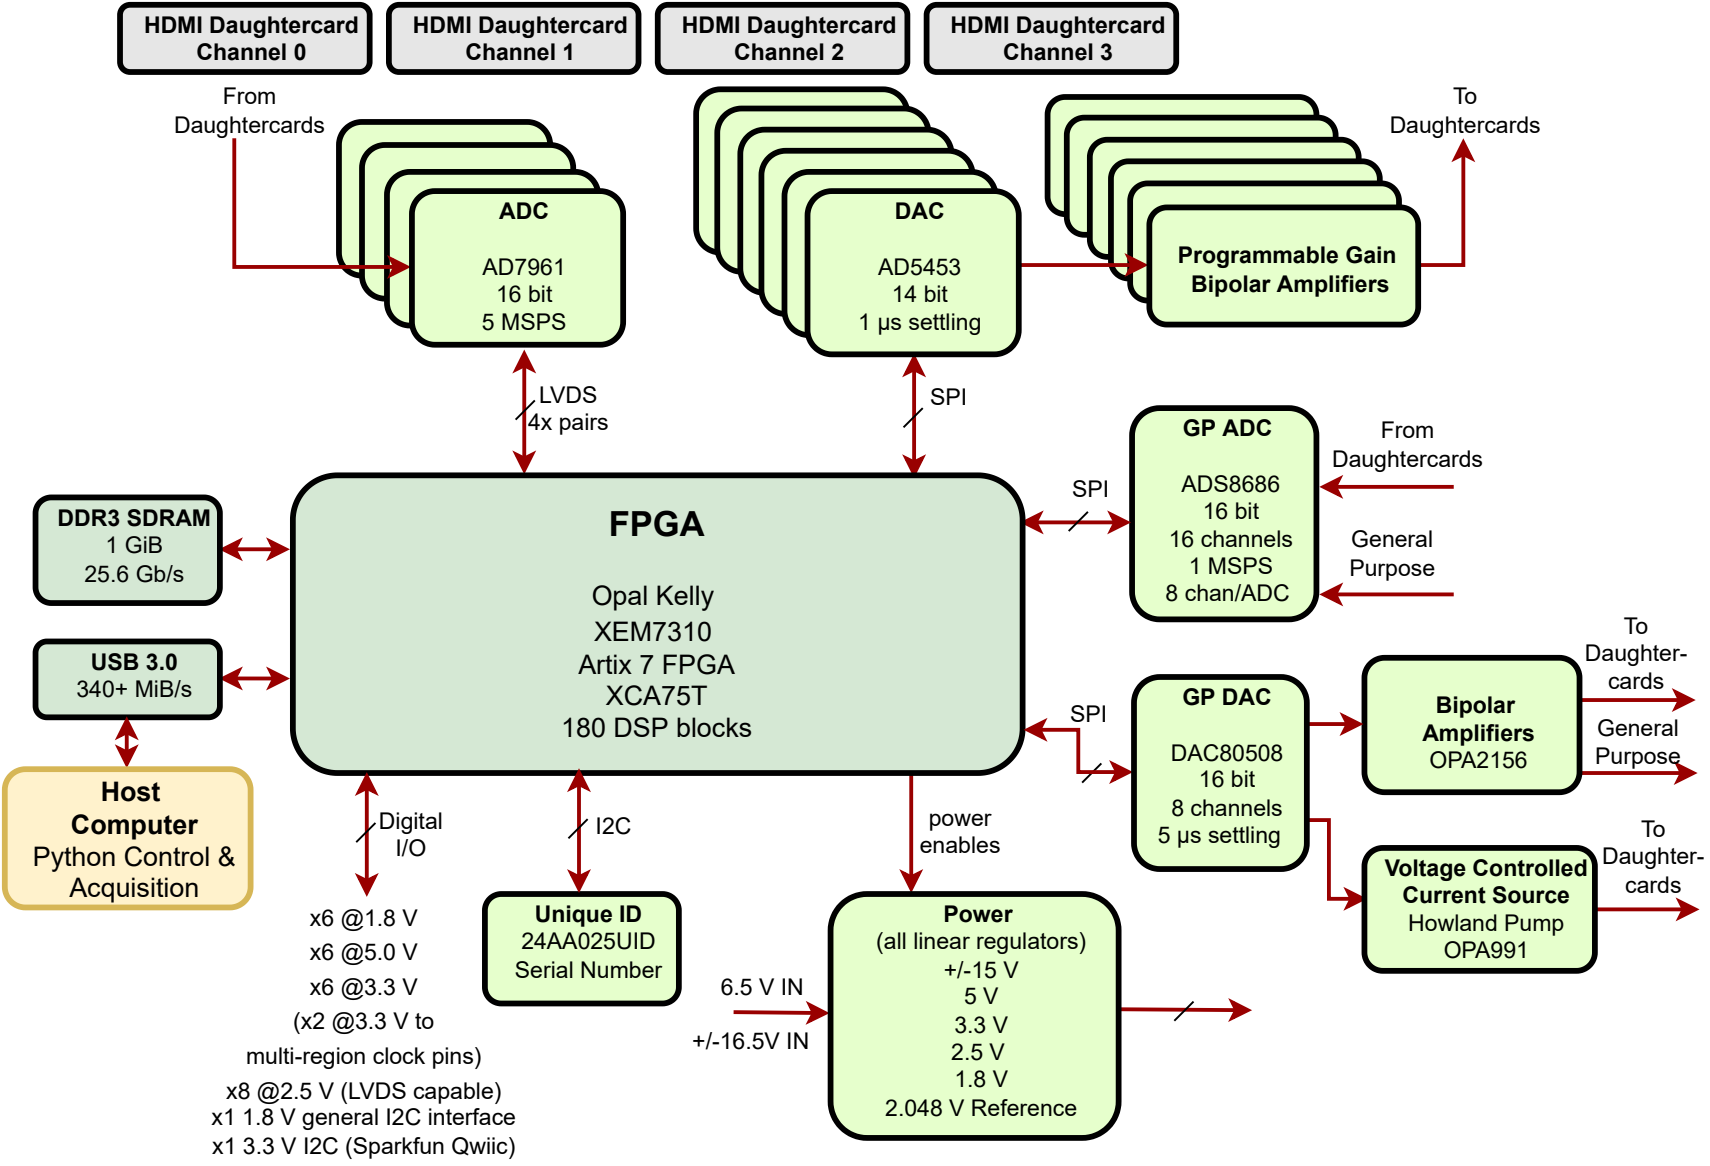 HDMI Daughtercard
Channel 0
HDMI Daughtercard
Channel 1
HDMI Daughtercard
Channel 2
HDMI Daughtercard
Channel 3
From
Daughtercards
ADC
AD7961
16 bit
5 MSPS
DAC
AD5453
14 bit
1 µs settling
Programmable Gain
Bipolar Amplifiers
To
Daughtercards
LVDS
4x pairs
SPI
GP ADC
ADS8686
16 bit
16 channels
1 MSPS
8 chan/ADC
From
Daughtercards
General
Purpose
SPI
DDR3 SDRAM
1 GiB
25.6 Gb/s
FPGA
Opal Kelly
XEM7310
Artix 7 FPGA
XCA75T
180 DSP blocks
USB 3.0
340+ MiB/s
Host
Computer
Python Control &
Acquisition
SPI
GP DAC
DAC80508
16 bit
8 channels
5 µs settling
Bipolar
Amplifiers
OPA2156
To
Daughter-
cards
General
Purpose
Voltage Controlled
Current Source
Howland Pump
OPA991
To
Daughter-
cards
Digital
I/O
x6 @1.8 V
x6 @5.0 V
x6 @3.3 V
(x2 @3.3 V to
multi-region clock pins)
x8 @2.5 V (LVDS capable)
x1 1.8 V general I2C interface
x1 3.3 V I2C (Sparkfun Qwiic)
I2C
Unique ID
24AA025UID
Serial Number
power
enables
6.5 V IN
+/-16.5V IN
Power
(all linear regulators)
+/-15 V
5 V
3.3 V
2.5 V
1.8 V
2.048 V Reference